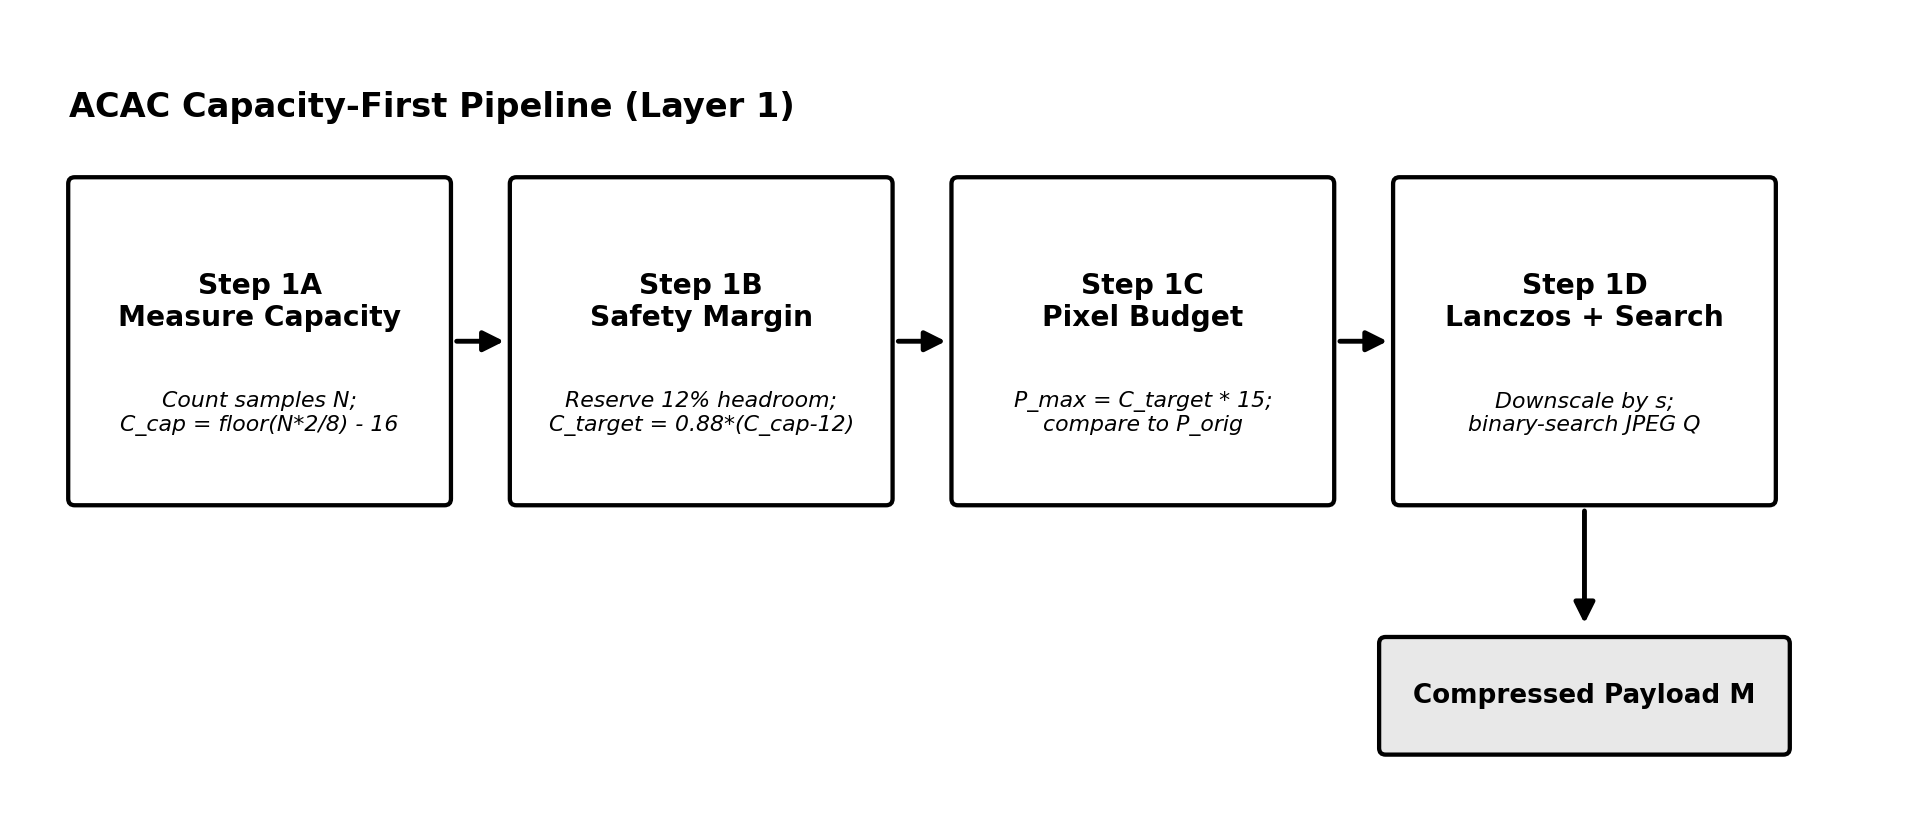 ACAC Capacity-First Pipeline (Layer 1)
Step 1A
Measure Capacity
Count samples N;
C_cap = floor(N*2/8) - 16
Step 1B
Safety Margin
Reserve 12% headroom;
C_target = 0.88*(C_cap-12)
Step 1C
Pixel Budget
P_max = C_target * 15;
compare to P_orig
Step 1D
Lanczos + Search
Downscale by s;
binary-search JPEG Q
Compressed Payload M